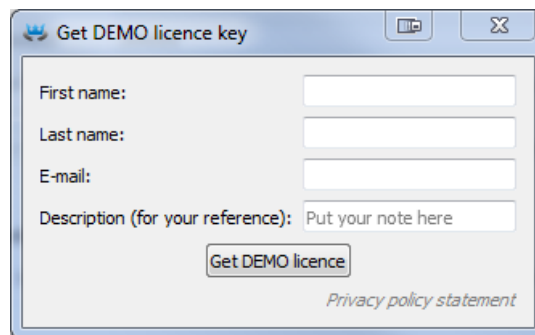 Get DEMO licence key
First name:
Last name:
E-mail:
Description (for your reference): Put your note here
Get DEMO licence
Privacy policy statement